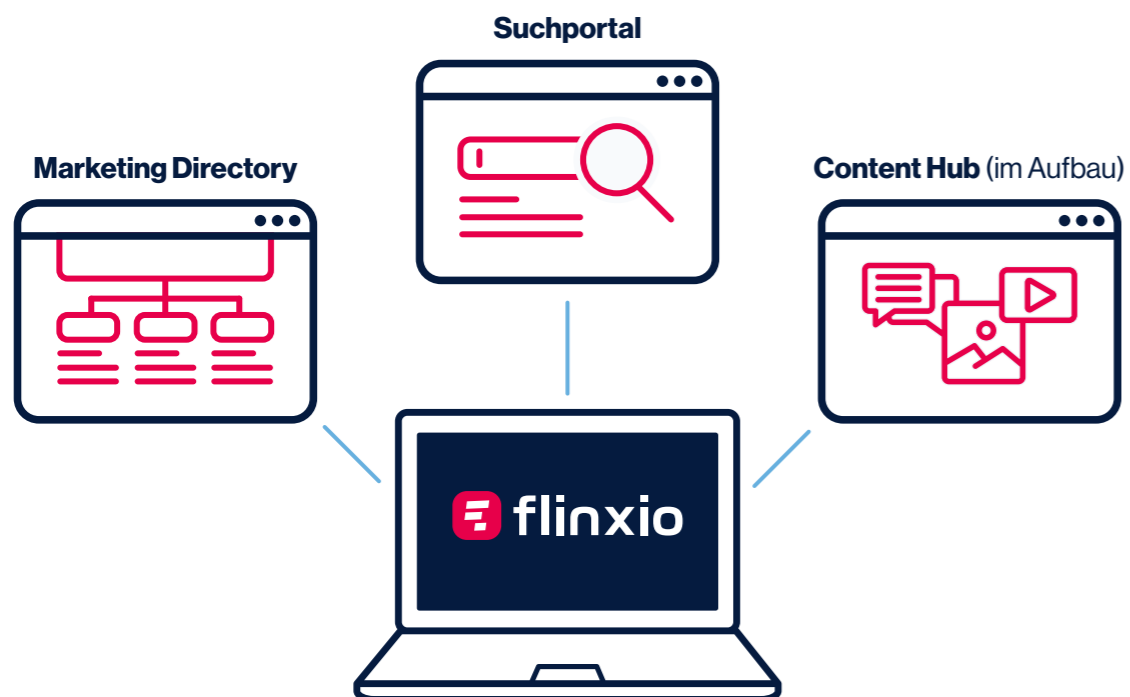 Suchportal
Marketing Directory
Content Hub (im Aufbau)
flinxio